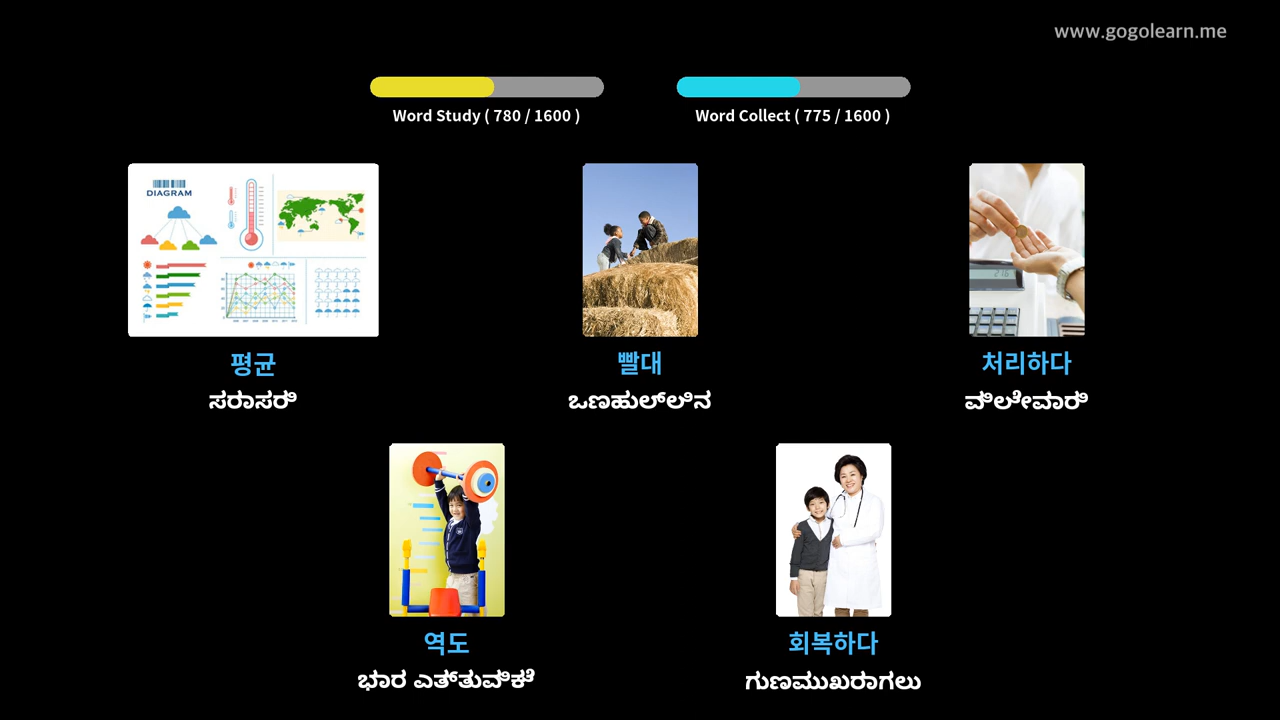 www.gogolearn.me
Word Study ( 780 / 1600 )
Word Collect ( 775 / 1600 )
DIAGRAM
평균
ಸರಾಸರಿ
빨대
ಒಣಹುಲ್ಲಿನ
처리하다
ವಿಲೇವಾರಿ
역도
ಭಾರ ಎತ್ತುವಿಕೆ
회복하다
ಗುಣಮುಖರಾಗಲು